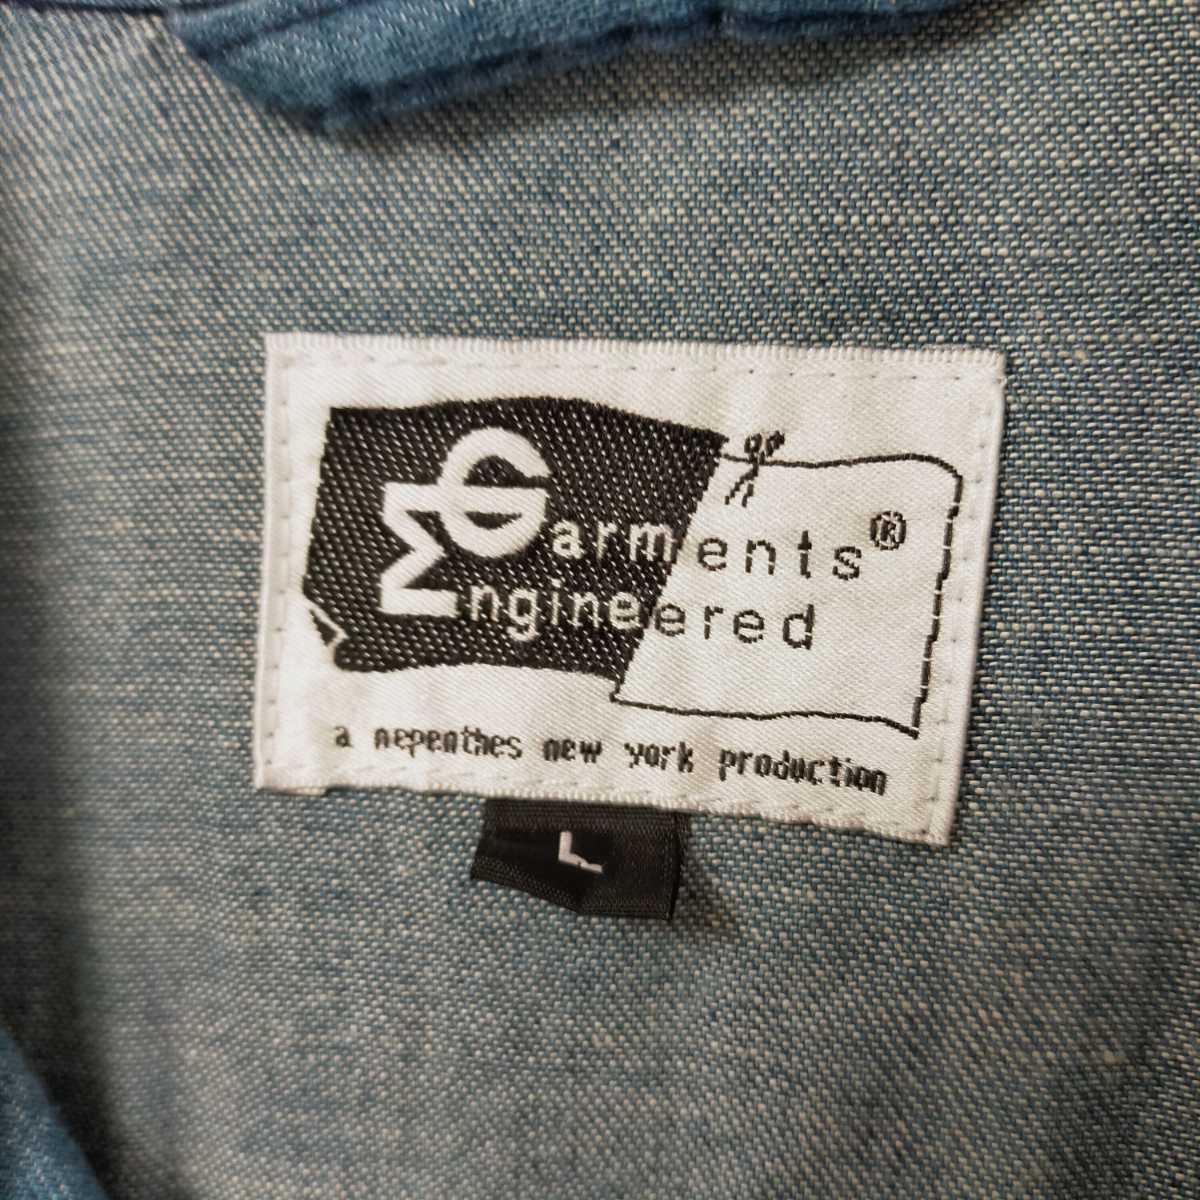 Garments®
Engineered
a nepenthes new york production
L